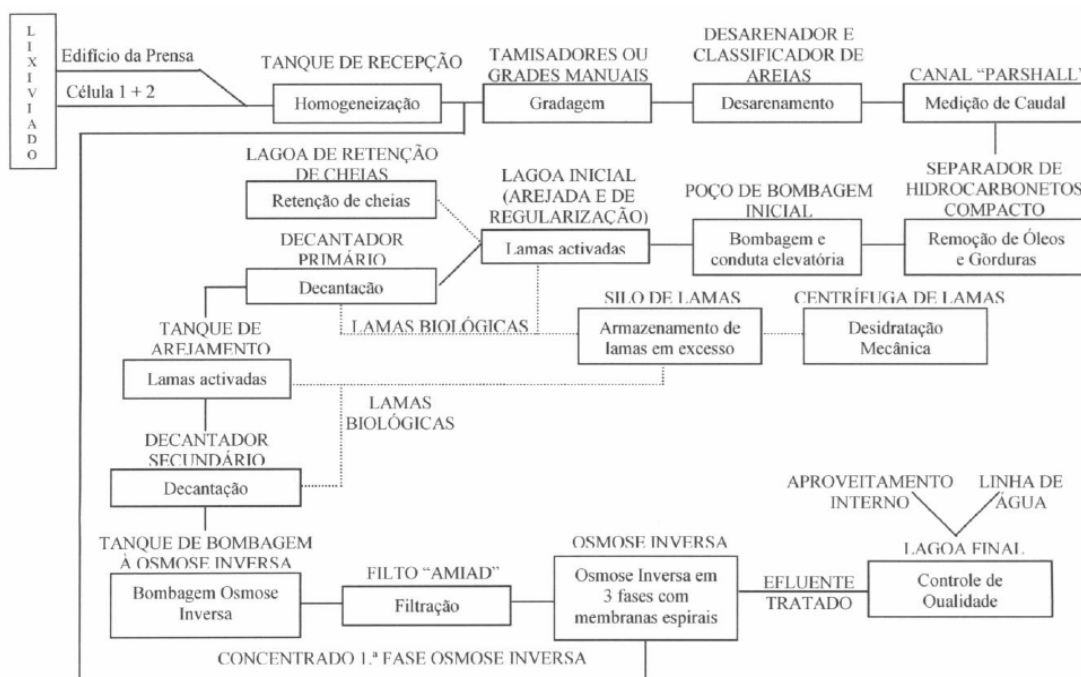 LIXIVIADO
Edifício da Prensa
Célula 1 + 2
TANQUE DE RECEPÇÃO
Homogeneização
TAMISADORES OU
GRADES MANUAIS
Gradagem
DESARENADOR E
CLASSIFICADOR DE
AREIAS
Desarenamento
CANAL “PARSHALL”
Medição de Caudal
LAGOA DE RETENÇÃO
DE CHEIAS
Retenção de cheias
LAGOA INICIAL
(AREJADA E DE
REGULARIZAÇÃO)
Lamas activadas
POÇO DE BOMBAGEM
INICIAL
Bombagem e
conduta elevatória
SEPARADOR DE
HIDROCARBONETOS
COMPACTO
Remoção de Óleos
e Gorduras
DECANTADOR
PRIMÁRIO
Decantação
LAMAS BIOLÓGICAS
SILO DE LAMAS
Armazenamento de
lamas em excesso
CENTRÍFUGA DE LAMAS
Desidratação
Mecânica
TANQUE DE
AREJAMENTO
Lamas activadas
LAMAS
BIOLÓGICAS
DECANTADOR
SECUNDÁRIO
Decantação
APROVEITAMENTO
INTERNO
LINHA DE
ÁGUA
TANQUE DE BOMBAGEM
À OSMOSE INVERSA
Bombagem Osmose
Inversa
FILTO “AMIAD”
Filtração
OSMOSE INVERSA
Osmose Inversa em
3 fases com
membranas espirais
EFLUENTE
TRATADO
LAGOA FINAL
Controle de
Qualidade
CONCENTRADO 1.ª FASE OSMOSE INVERSA